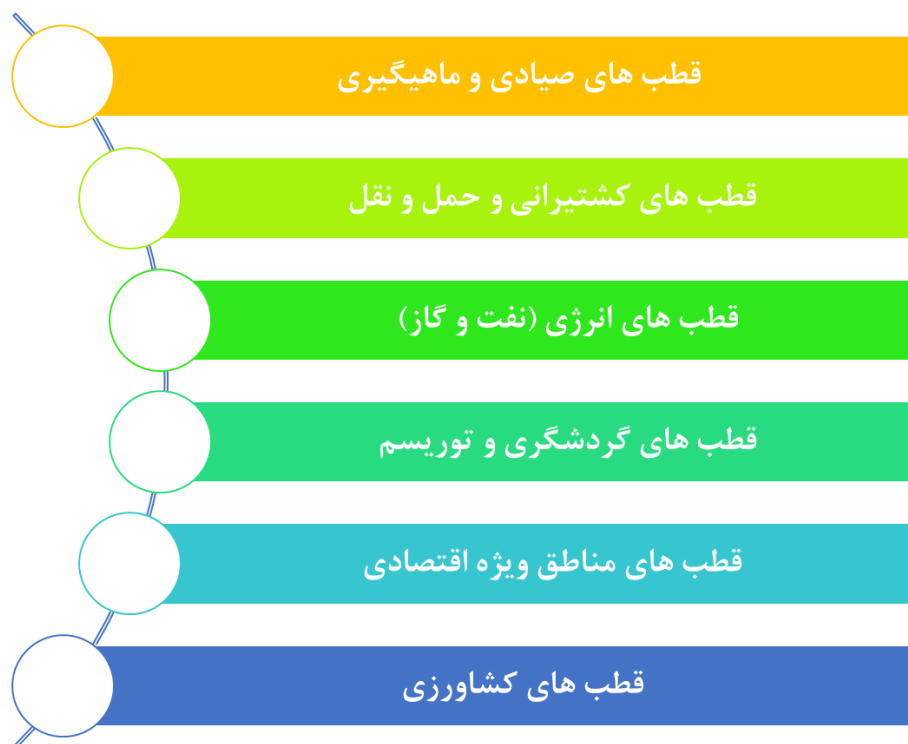 قطب های صیادی و ماهیگیری
قطب های کشتیرانی و حمل و نقل
قطب های انرژی (نفت و گاز)
قطب های گردشگری و توریسم
قطب های مناطق ویژه اقتصادی
قطب های کشاورزی